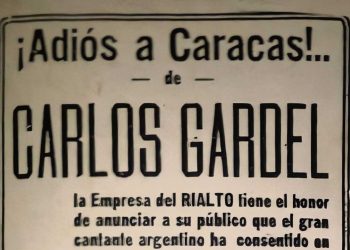 ¡Adiós a Caracas!..
— de —
CARLOS GARDEL
la Empresa del RIALTO tiene el honor
de anunciar a su público que el gran
cantante argentino ha consentido en